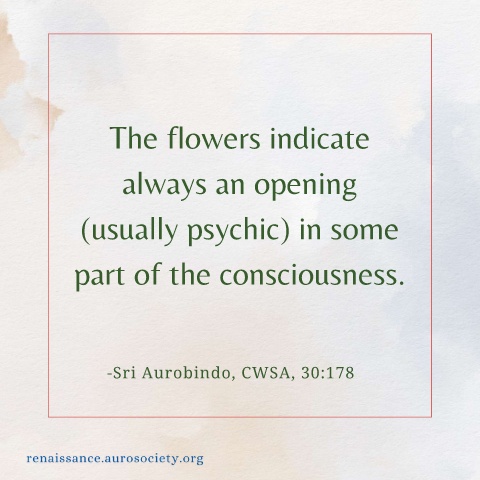 The flowers indicate
always an opening
(usually psychic) in some
part of the consciousness.
-Sri Aurobindo, CWSA, 30:178
renaissance.aurosociety.org